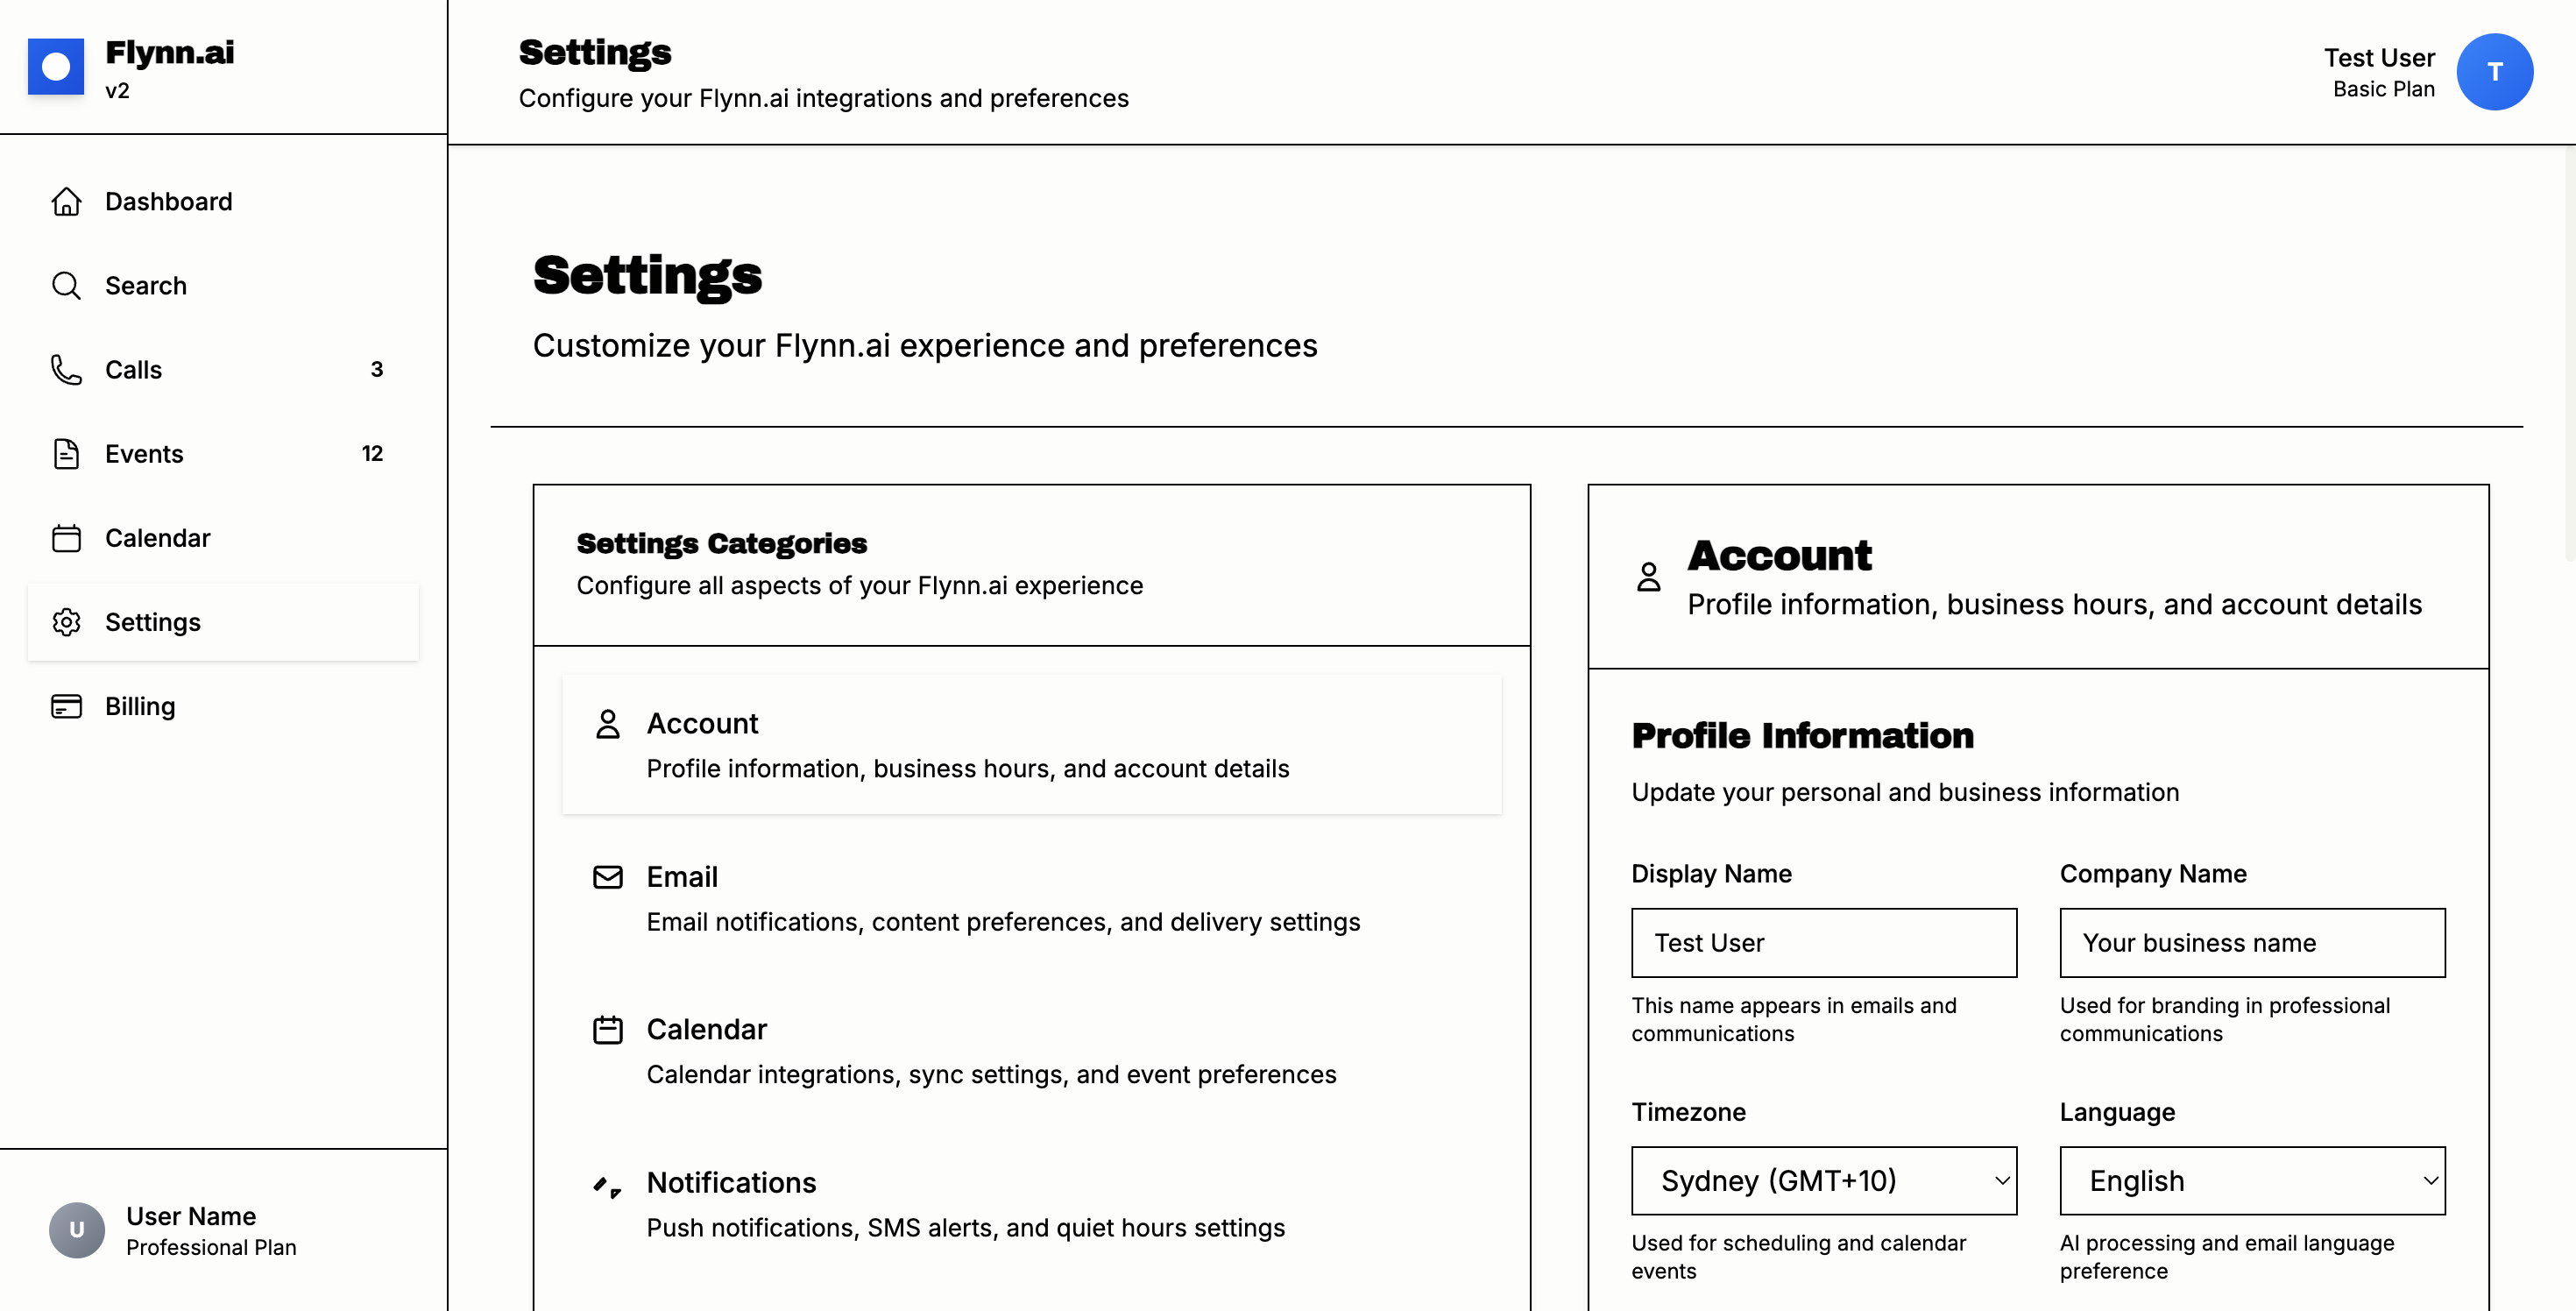 Flynn.ai
v2
Dashboard
Search
Calls 3
Events 12
Calendar
Settings
Billing
U
User Name
Professional Plan
Settings
Configure your Flynn.ai integrations and preferences
Test User
Basic Plan
T
Settings
Customize your Flynn.ai experience and preferences
Settings Categories
Configure all aspects of your Flynn.ai experience
Account
Profile information, business hours, and account details
Email
Email notifications, content preferences, and delivery settings
Calendar
Calendar integrations, sync settings, and event preferences
Notifications
Push notifications, SMS alerts, and quiet hours settings
Account
Profile information, business hours, and account details
Profile Information
Update your personal and business information
Display Name
Test User
This name appears in emails and
communications
Company Name
Your business name
Used for branding in professional
communications
Timezone
Sydney (GMT+10)
Used for scheduling and calendar
events
Language
English
AI processing and email language
preference